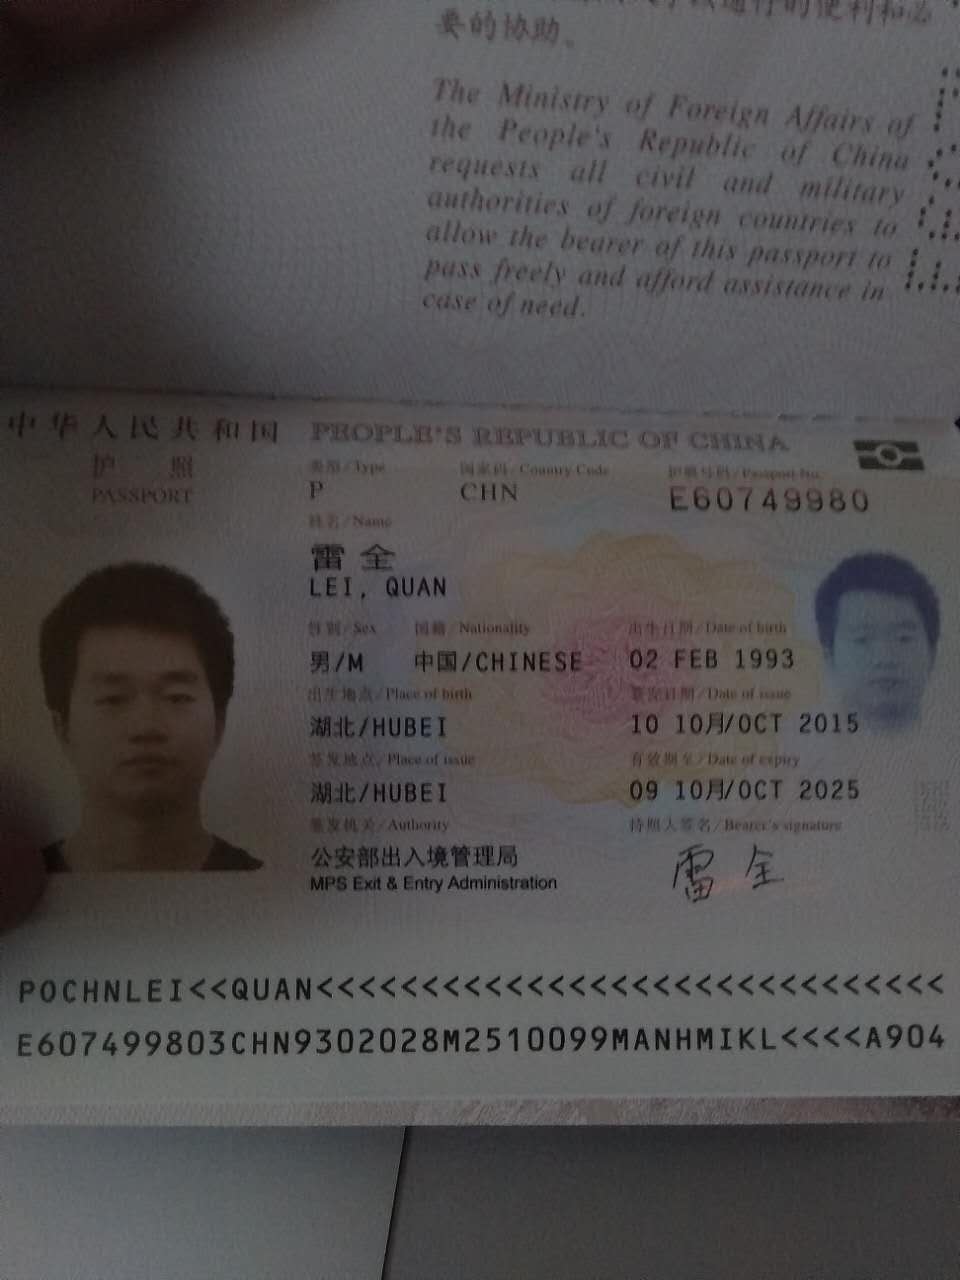 要的协助。
The Ministry of Foreign Affairs of
the People's Republic of China
requests all civil and military
authorities of foreign countries to
allow the bearer of this passport to
pass freely and afford assistance in
case of need.
中华人民共和国 PEOPLE'S REPUBLIC OF CHINA
护照
PASSPORT
类型/Type 国家码/Country Code 护照号码/Passport No.
P CHN E60749980
姓名/Name
雷全
LEI, QUAN
性别/Sex 国籍/Nationality 出生日期/Date of birth
男/M 中国/CHINESE 02 FEB 1993
出生地点/Place of birth 签发日期/Date of issue
湖北/HUBEI 10 10月/OCT 2015
签发地点/Place of issue 有效期至/Date of expiry
湖北/HUBEI 09 10月/OCT 2025
签发机关/Authority 持照人签名/Bearer's signature
公安部出入境管理局 雷全
MPS Exit & Entry Administration
POCHNLEI<<QUAN<<<<<<<<<<<<<<<<<<<<<<<<<<<<<<
E607499803CHN9302028M2510099MANHMIKL<<<<A904